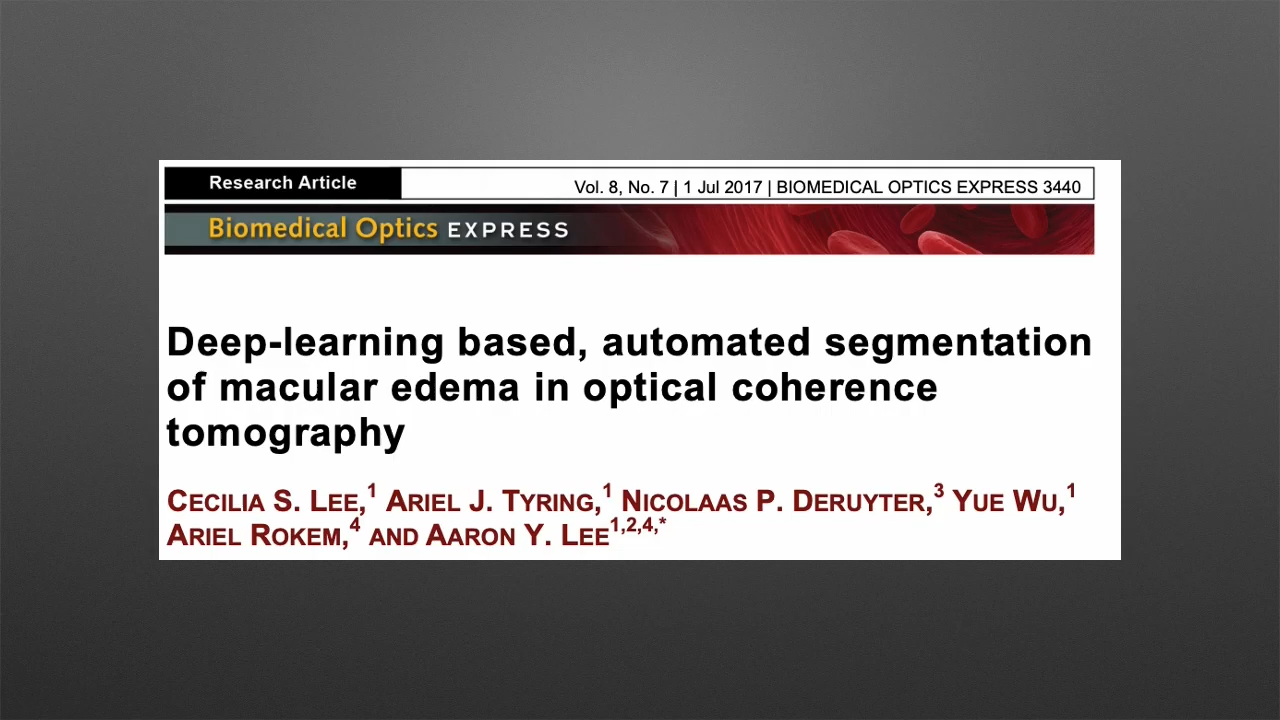 Research Article
Vol. 8, No. 7 | 1 Jul 2017 | BIOMEDICAL OPTICS EXPRESS 3440
Biomedical Optics EXPRESS
Deep-learning based, automated segmentation
of macular edema in optical coherence
tomography
CECILIA S. LEE,1 ARIEL J. TYRING,1 NICOLAAS P. DERUYTER,3 YUE WU,1
ARIEL ROKEM,4 AND AARON Y. LEE1,2,4,*